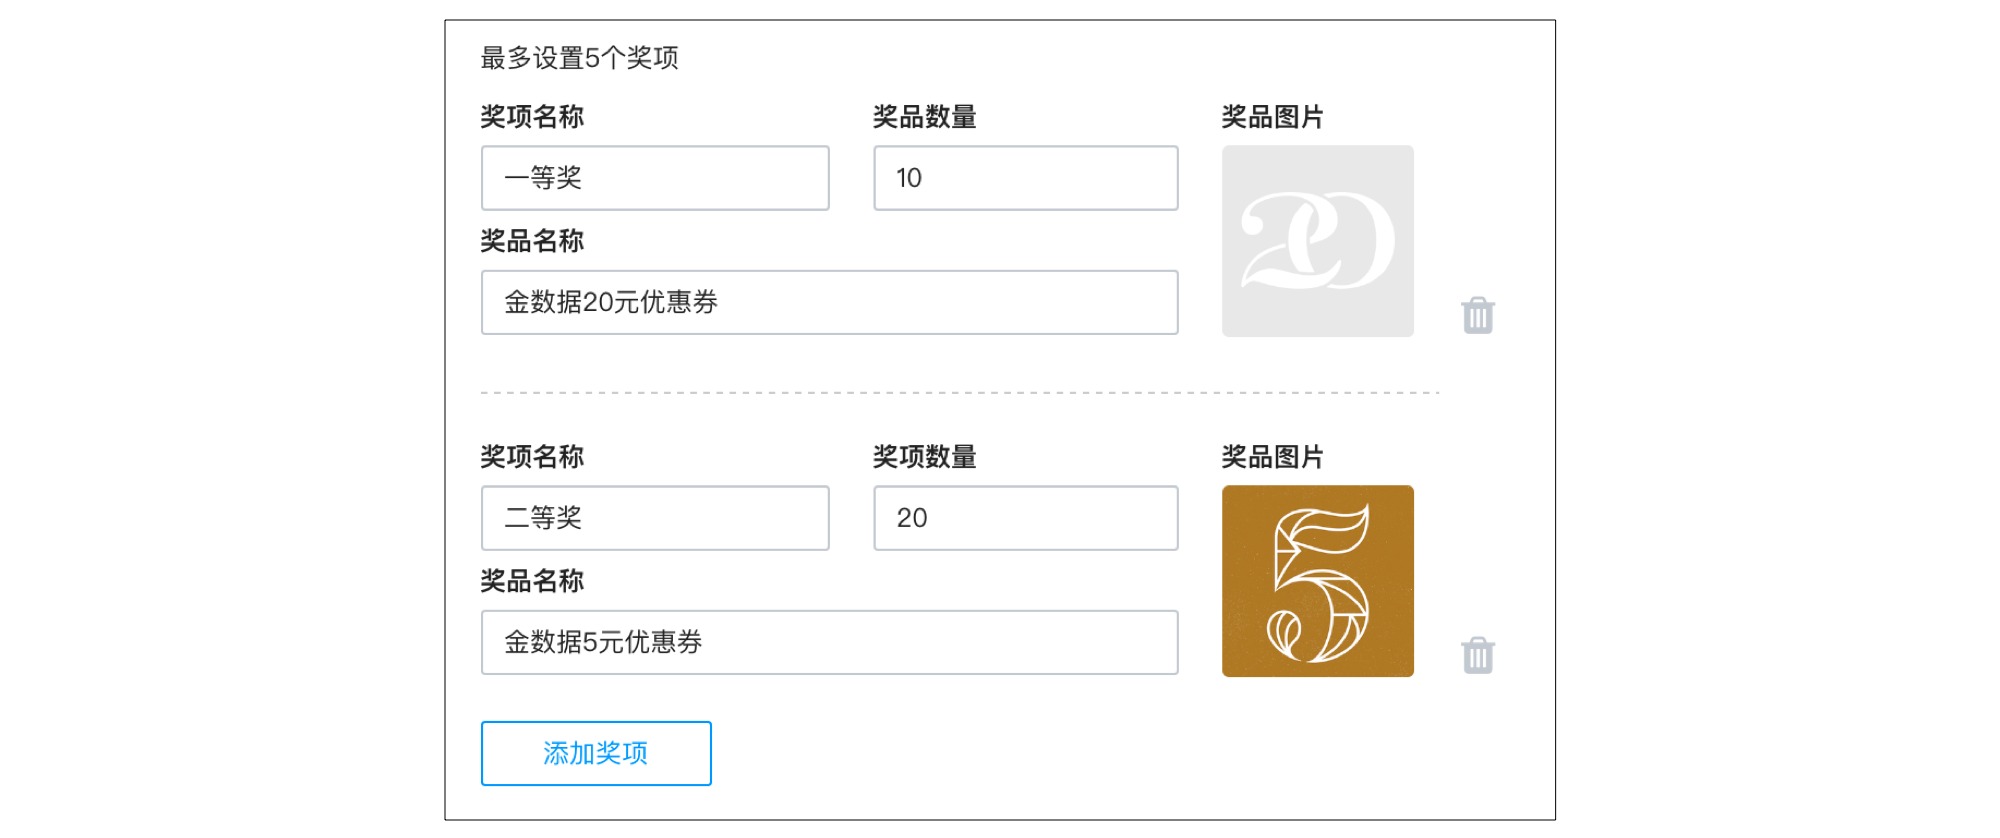 最多设置5个奖项
奖项名称 奖品数量 奖品图片
一等奖 10
20
奖品名称
金数据20元优惠券
奖项名称 奖项数量 奖品图片
二等奖 20
5
奖品名称
金数据5元优惠券
添加奖项